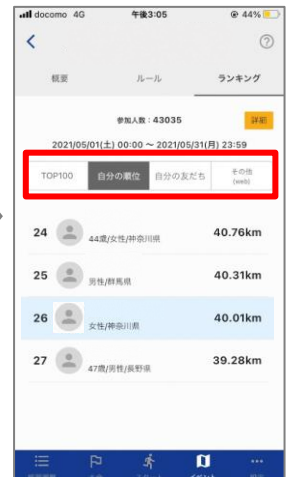 docomo 4G 午後3:05 44%
概要 ルール ランキング
参加人数：43035 詳細
2021/05/01(土) 00:00 ～ 2021/05/31(月) 23:59
TOP100 自分の順位 自分の友だち その他
(web)
24 44歳/女性/神奈川県 40.76km
25 男性/群馬県 40.31km
26 女性/神奈川県 40.01km
27 47歳/男性/長野県 39.28km